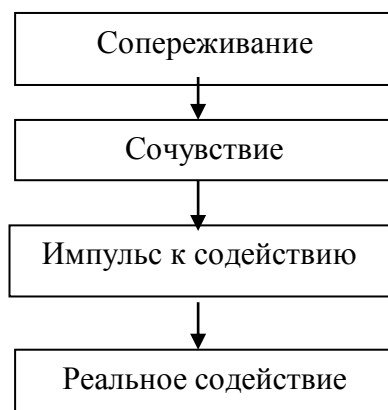 Сопереживание
Сочувствие
Импульс к содействию
Реальное содействие